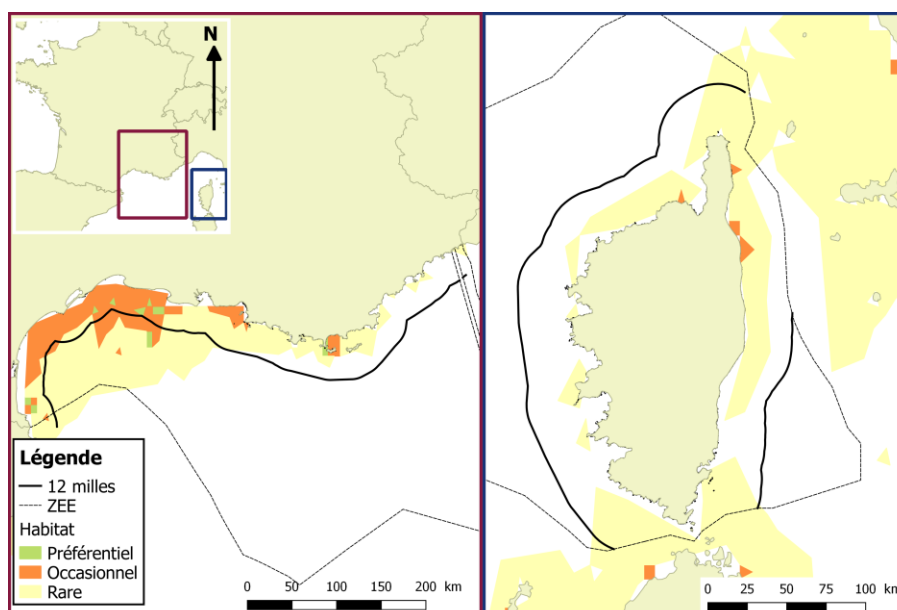 N
Légende
12 milles
ZEE
Habitat
Préférentiel
Occasionnel
Rare
0 50 100 150 200 km
0 25 50 75 100 km